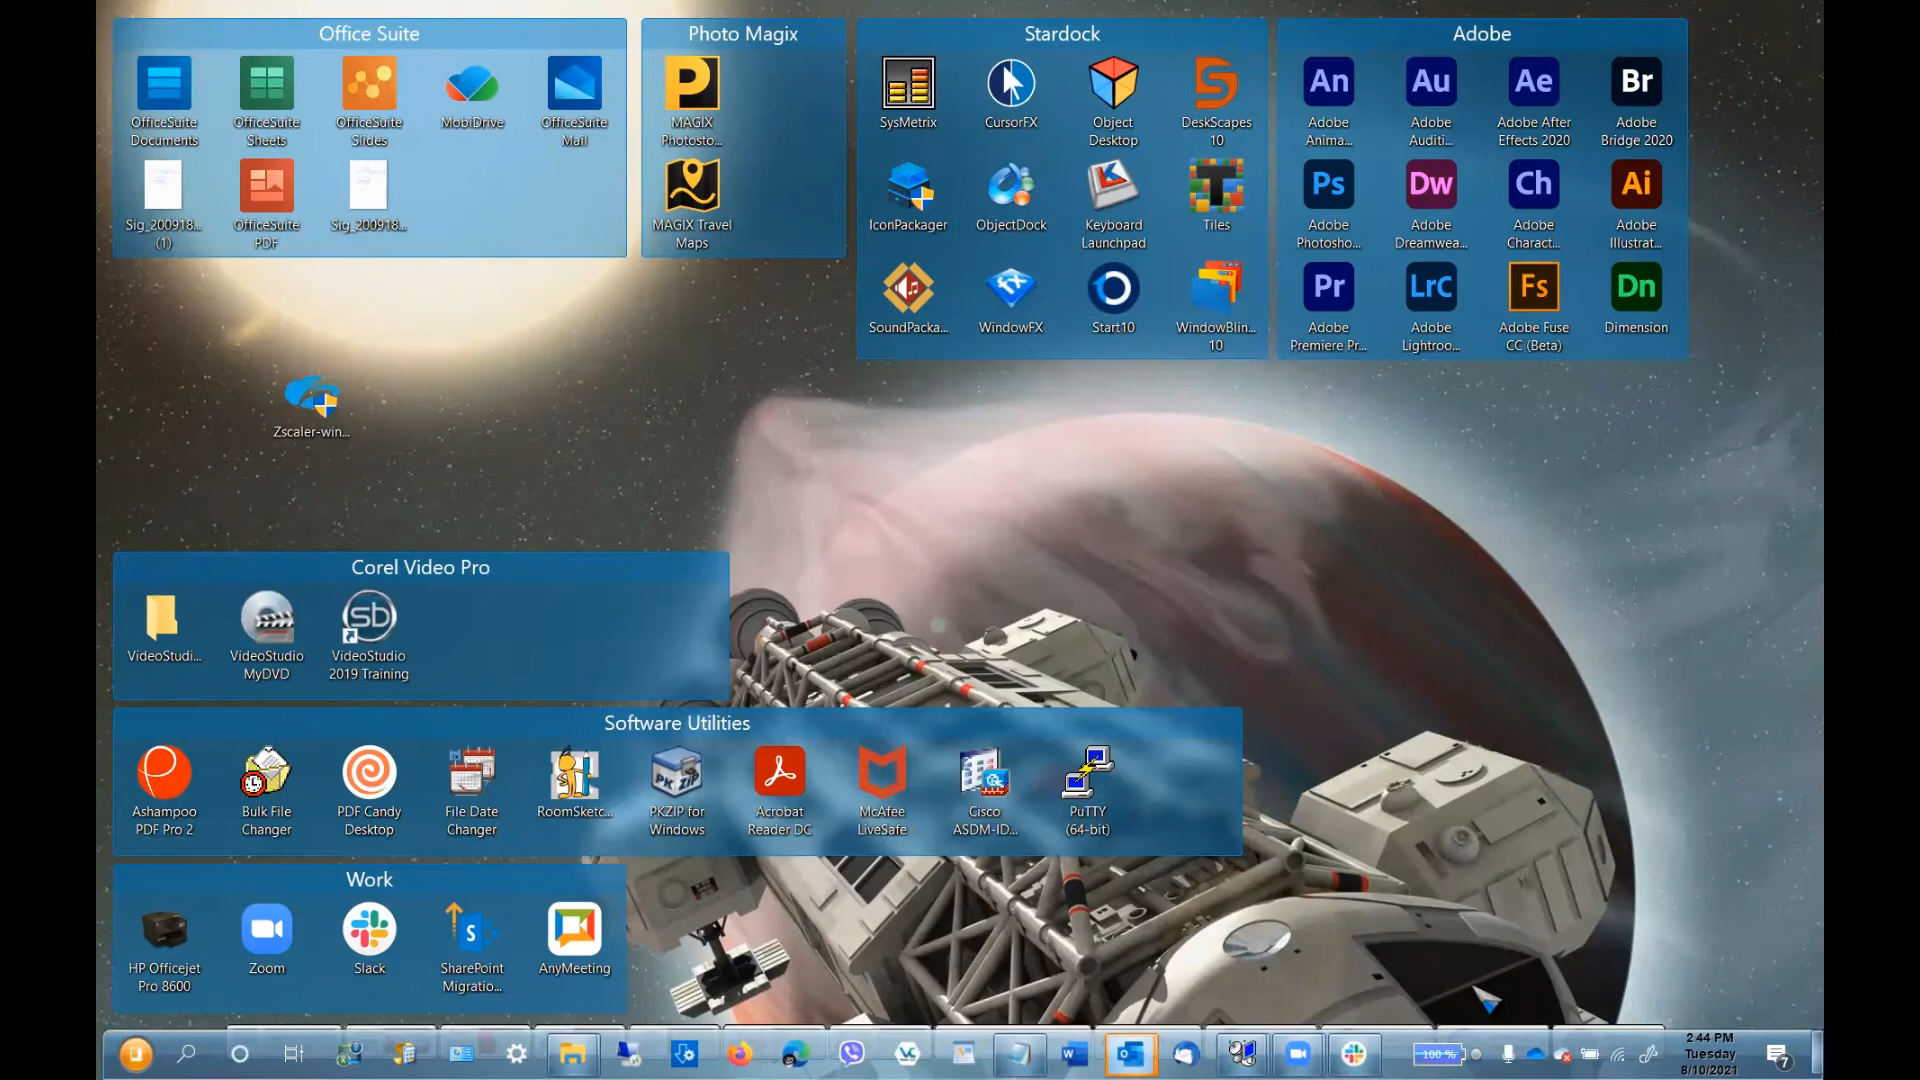 Office Suite
OfficeSuite
Documents
OfficeSuite
Sheets
OfficeSuite
Slides
MobiDrive
OfficeSuite
Mail
Sig_200918...
(1)
OfficeSuite
PDF
Sig_200918...
Photo Magix
P
MAGIX
Photosto...
MAGIX Travel
Maps
Stardock
SysMetrix
CursorFX
Object
Desktop
DeskScapes
10
IconPackager
ObjectDock
Keyboard
Launchpad
Tiles
SoundPacka...
fx
WindowFX
Start10
WindowBlin...
10
Adobe
An
Adobe
Anima...
Au
Adobe
Auditi...
Ae
Adobe After
Effects 2020
Br
Adobe
Bridge 2020
Ps
Adobe
Photosho...
Dw
Adobe
Dreamwea...
Ch
Adobe
Charact...
Ai
Adobe
Illustrat...
Pr
Adobe
Premiere Pr...
LrC
Adobe
Lightroo...
Fs
Adobe Fuse
CC (Beta)
Dn
Dimension
Zscaler-win...
Corel Video Pro
VideoStudi...
VideoStudio
MyDVD
sb
VideoStudio
2019 Training
Software Utilities
Ashampoo
PDF Pro 2
Bulk File
Changer
PDF Candy
Desktop
File Date
Changer
RoomSketc...
PK ZIP
PKZIP for
Windows
Acrobat
Reader DC
McAfee
LiveSafe
Cisco
ASDM-ID...
PuTTY
(64-bit)
Work
HP Officejet
Pro 8600
Zoom
Slack
S
SharePoint
Migratio...
AnyMeeting
100 %
2:44 PM
Tuesday
8/10/2021
7